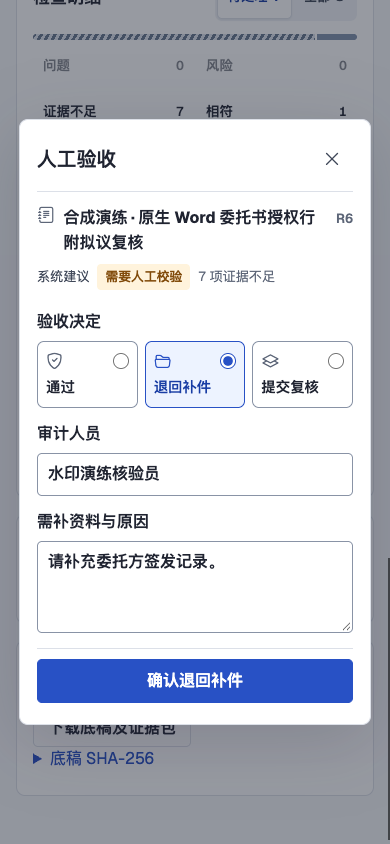 问题 0 风险 0
证据不足 7 相符 1
人工验收
合成演练 · 原生 Word 委托书授权行 R6
附拟议复核
系统建议 需要人工校验 7 项证据不足
验收决定
通过 退回补件 提交复核
审计人员
水印演练核验员
需补资料与原因
请补充委托方签发记录。
确认退回补件
下载底稿及证据包
▶ 底稿 SHA-256